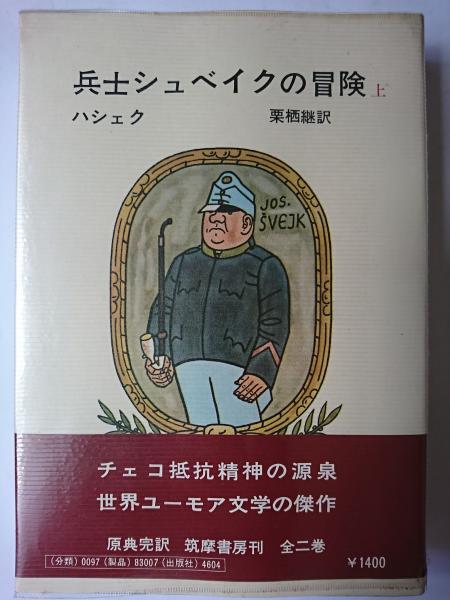 兵士シュベイクの冒険 上
ハシェク 栗栖継訳
JOS.
ŠVEJK
チェコ抵抗精神の源泉
世界ユーモア文学の傑作
原典完訳 筑摩書房刊 全二巻
(分類) 0097 (製品) 83007 (出版社) 4604 ¥1400